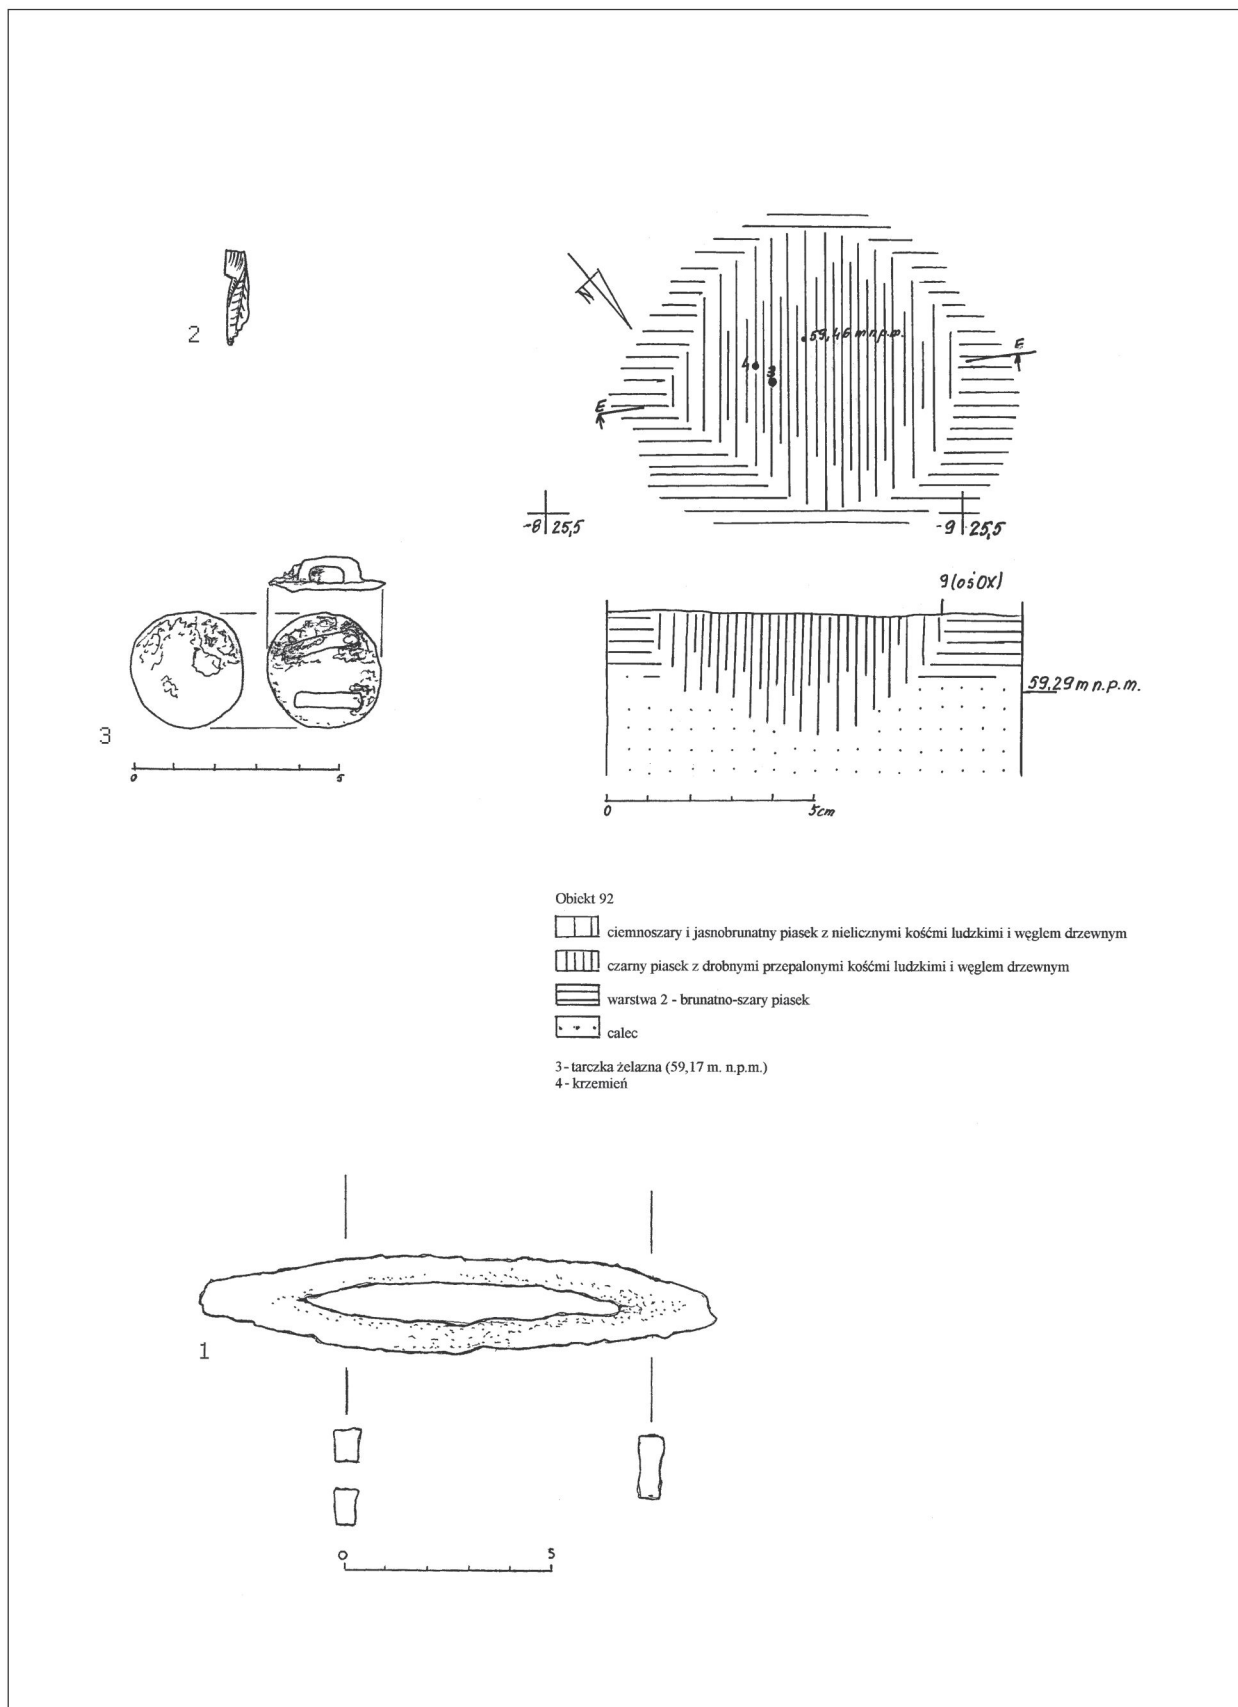 2
N
59,46 m n.p.m.
4
3
E
E
-8 25,5
-9 25,5
9 (oś OX)
59,29 m n.p.m.
3
0 5
0 5cm
Obiekt 92
ciemnoszary i jasnobrunatny piasek z nielicznymi kośćmi ludzkimi i węglem drzewnym
czarny piasek z drobnymi przepalonymi kośćmi ludzkimi i węglem drzewnym
warstwa 2 - brunatno-szary piasek
calec
3- tarczka żelazna (59,17 m. n.p.m.)
4 - krzemień
1
0 5